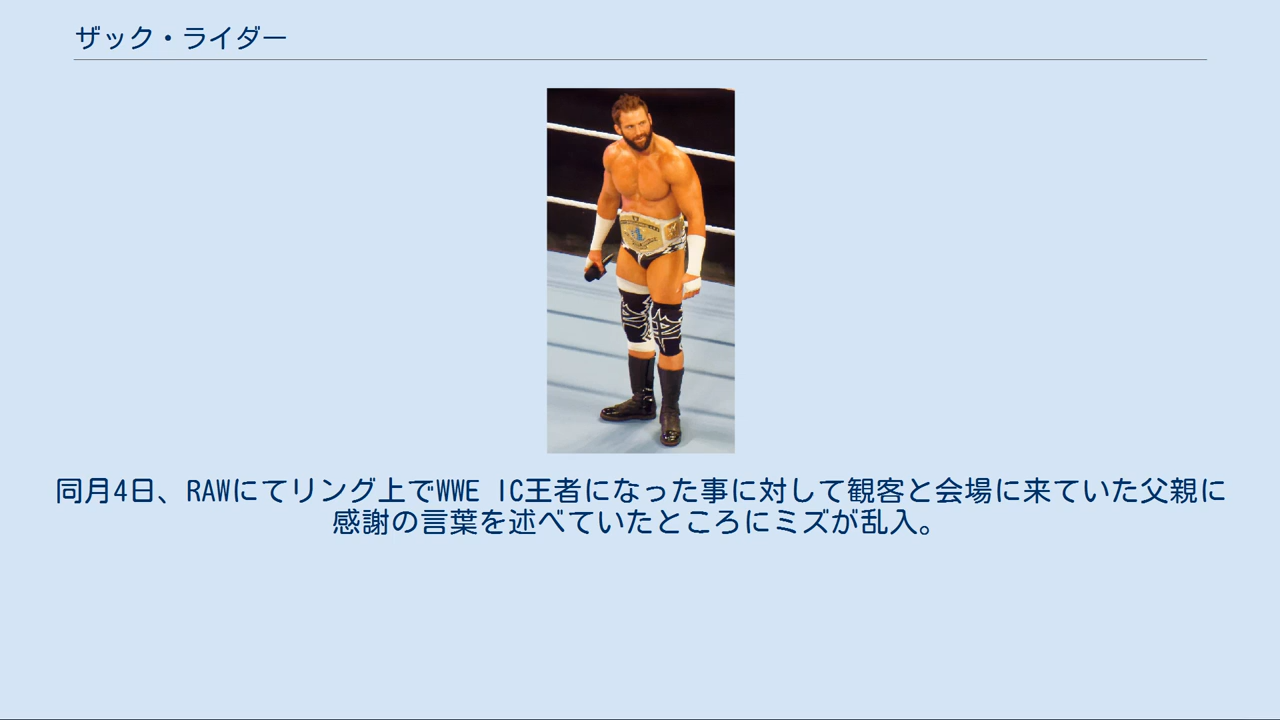 ザック・ライダー
同月4日、RAWにてリング上でWWE IC王者になった事に対して観客と会場に来ていた父親に
感謝の言葉を述べていたところにミズが乱入。